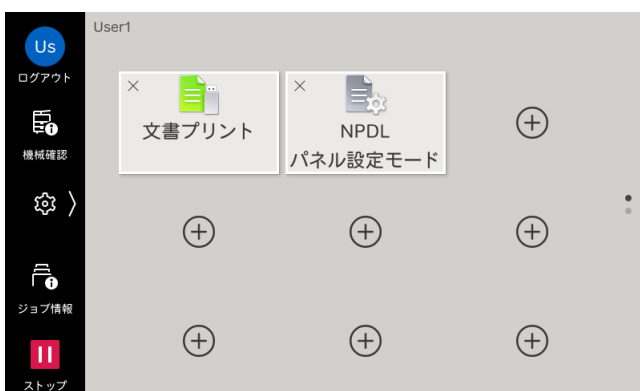 User1
Us
ログアウト
機械確認
ジョブ情報
ストップ
文書プリント
NPDL
パネル設定モード